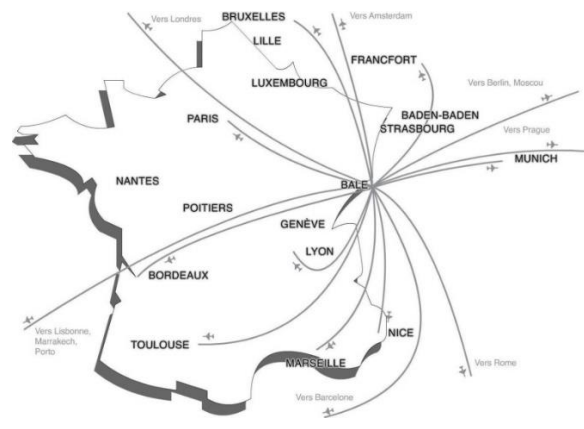 BRUXELLES
Vers Londres
Vers Amsterdam
LILLE
FRANCFORT
LUXEMBOURG
Vers Berlin, Moscou
PARIS
BADEN-BADEN
STRASBOURG
Vers Prague
MUNICH
NANTES
BALE
POITIERS
GENÈVE
LYON
BORDEAUX
Vers Lisbonne,
Marrakech,
Porto
TOULOUSE
NICE
MARSEILLE
Vers Rome
Vers Barcelone